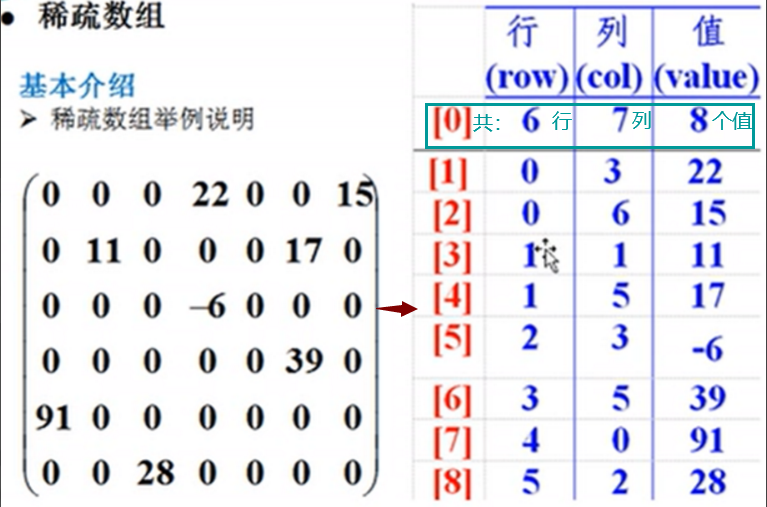 ● 稀疏数组
基本介绍
➢ 稀疏数组举例说明
0 0 0 22 0 0 15
0 11 0 0 0 17 0
0 0 0 –6 0 0 0
0 0 0 0 0 39 0
91 0 0 0 0 0 0
0 0 28 0 0 0 0
行 列 值
(row) (col) (value)
[0] 共: 6 行 7 列 8 个值
[1] 0 3 22
[2] 0 6 15
[3] 1 1 11
[4] 1 5 17
[5] 2 3 -6
[6] 3 5 39
[7] 4 0 91
[8] 5 2 28